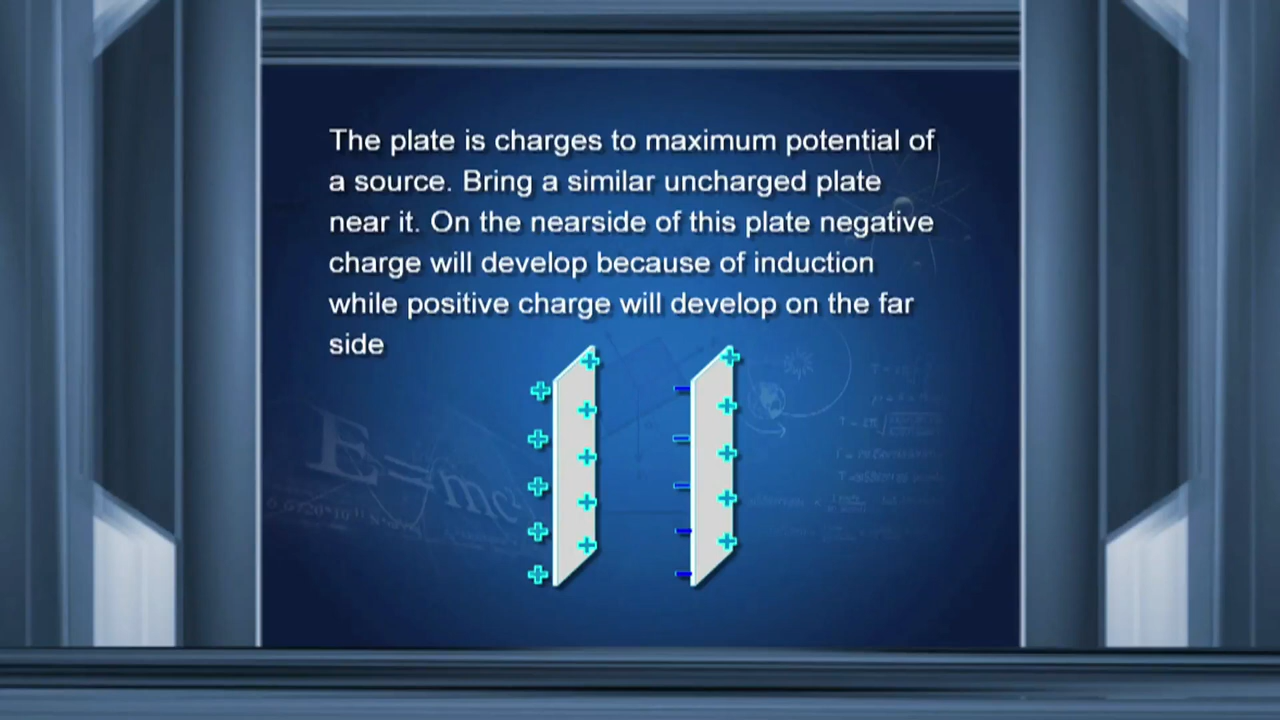 The plate is charges to maximum potential of
a source. Bring a similar uncharged plate
near it. On the nearside of this plate negative
charge will develop because of induction
while positive charge will develop on the far
side
E=mc²